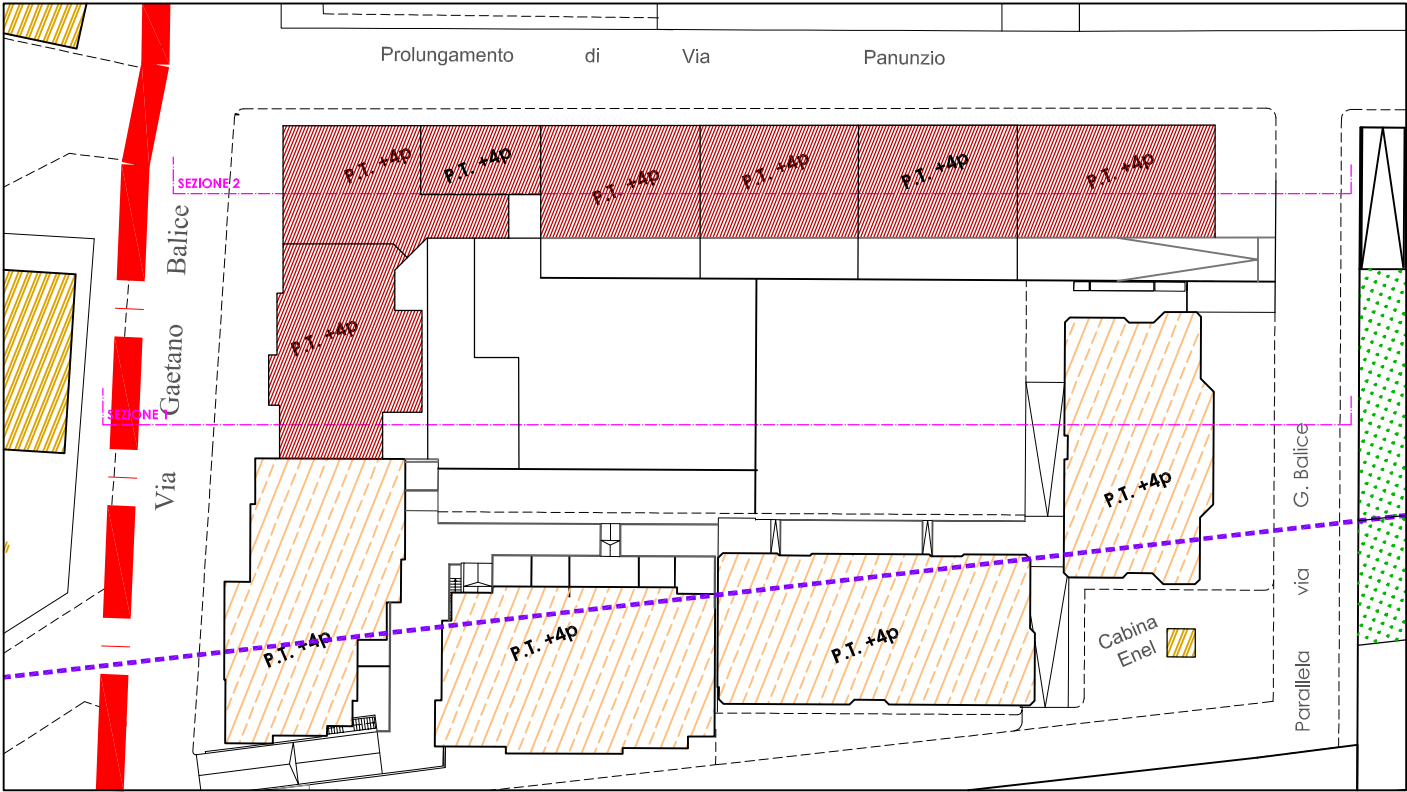 Prolungamento di Via Panunzio
P.T. +4p
P.T. +4p
P.T. +4p
P.T. +4p
P.T. +4p
P.T. +4p
SEZIONE 2
Via Gaetano Balice
P.T. +4p
SEZIONE 1
P.T. +4p
Parallela via G. Balice
P.T. +4p
P.T. +4p
P.T. +4p
Cabina
Enel